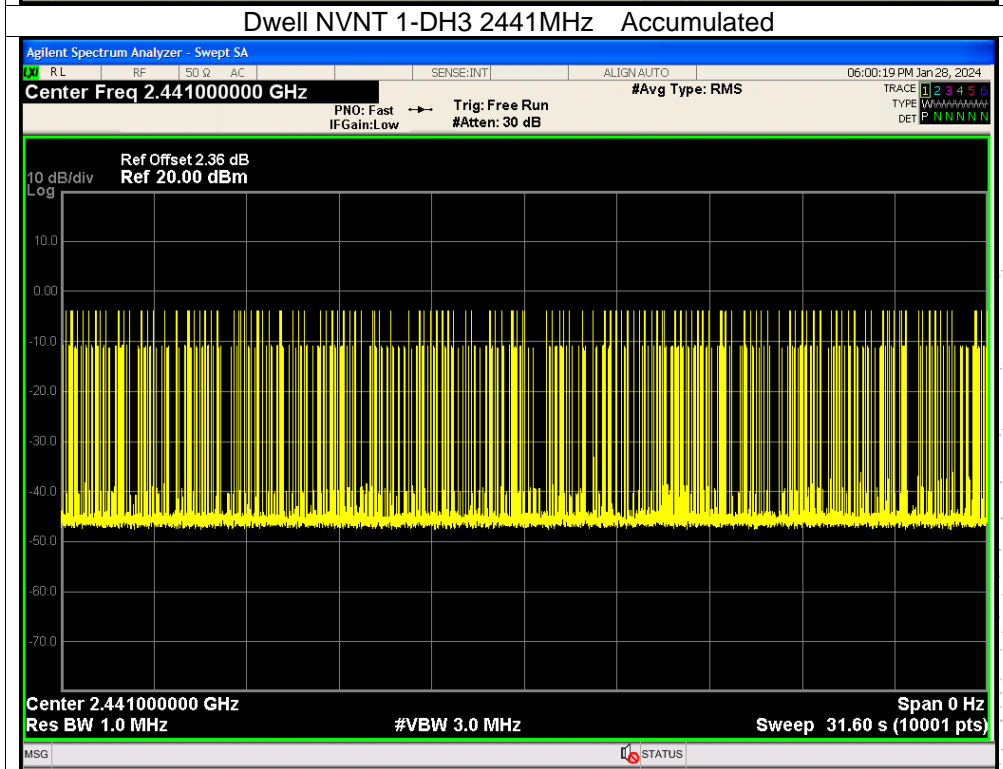 Dwell NVNT 1-DH3 2441MHz Accumulated
Agilent Spectrum Analyzer - Swept SA
LXI RL RF 50 Ω AC SENSE:INT ALIGN AUTO 06:00:19 PM Jan 28, 2024
Center Freq 2.441000000 GHz #Avg Type: RMS TRACE 1 2 3 4 5 6
PNO: Fast Trig: Free Run TYPE WWWWWW
IFGain:Low #Atten: 30 dB DET P N N N N N
Ref Offset 2.36 dB
10 dB/div Ref 20.00 dBm
Log
10.0
0.00
-10.0
-20.0
-30.0
-40.0
-50.0
-60.0
-70.0
Center 2.441000000 GHz Span 0 Hz
Res BW 1.0 MHz #VBW 3.0 MHz Sweep 31.60 s (10001 pts)
MSG STATUS